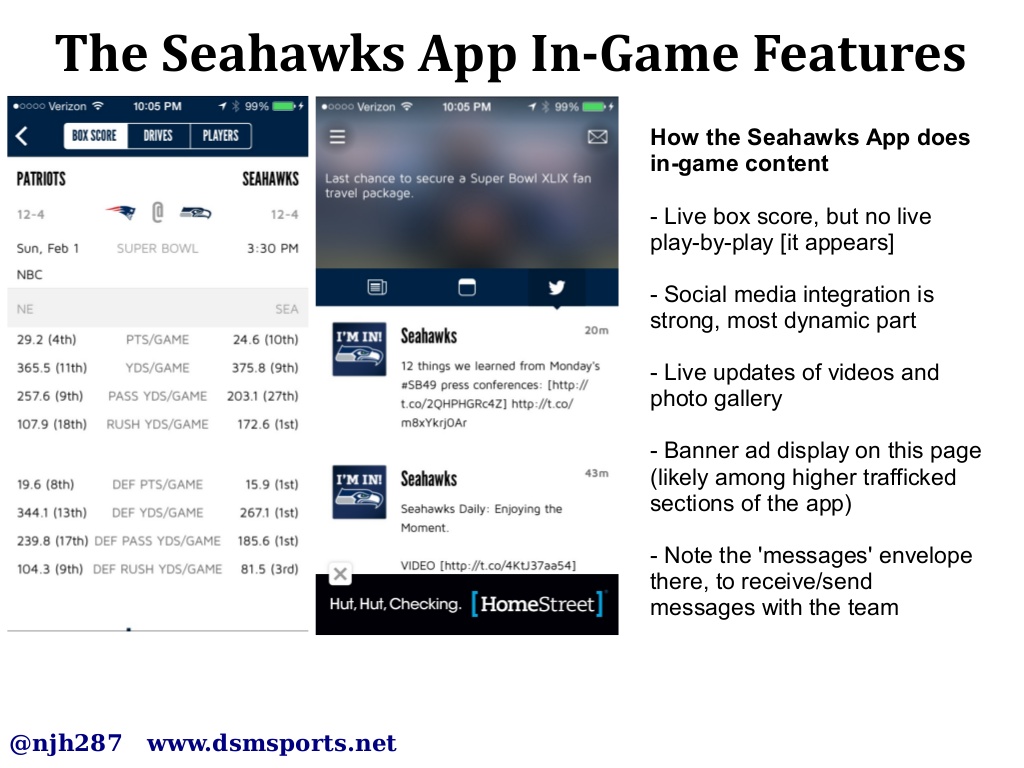 The Seahawks App In-Game Features
Verizon 10:05 PM 99%
BOX SCORE DRIVES PLAYERS
PATRIOTS SEAHAWKS
12-4 @ 12-4
Sun, Feb 1 SUPER BOWL 3:30 PM
NBC
NE SEA
29.2 (4th) PTS/GAME 24.6 (10th)
365.5 (11th) YDS/GAME 375.8 (9th)
257.6 (9th) PASS YDS/GAME 203.1 (27th)
107.9 (18th) RUSH YDS/GAME 172.6 (1st)
19.6 (8th) DEF PTS/GAME 15.9 (1st)
344.1 (13th) DEF YDS/GAME 267.1 (1st)
239.8 (17th) DEF PASS YDS/GAME 185.6 (1st)
104.3 (9th) DEF RUSH YDS/GAME 81.5 (3rd)
Verizon 10:05 PM 99%
Last chance to secure a Super Bowl XLIX fan
travel package.
I'M IN!
Seahawks 20m
12 things we learned from Monday's
#SB49 press conferences: [http://
t.co/2QHPHGRc4Z] http://t.co/
m8xYkrj0Ar
I'M IN!
Seahawks 43m
Seahawks Daily: Enjoying the
Moment.
VIDEO [http://t.co/4KtJ37aa54]
Hut, Hut, Checking. [HomeStreet]
How the Seahawks App does
in-game content
- Live box score, but no live
play-by-play [it appears]
- Social media integration is
strong, most dynamic part
- Live updates of videos and
photo gallery
- Banner ad display on this page
(likely among higher trafficked
sections of the app)
- Note the 'messages' envelope
there, to receive/send
messages with the team
@njh287 www.dsmsports.net